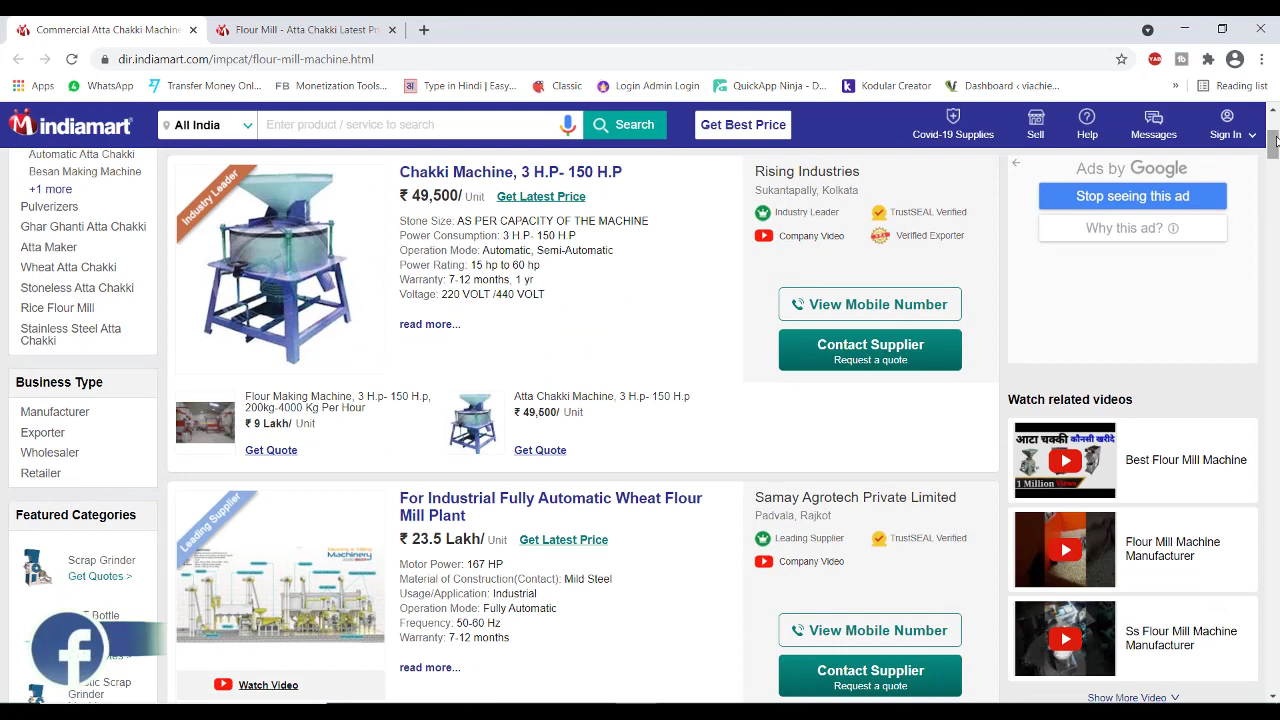 Commercial Atta Chakki Machine
Flour Mill - Atta Chakki Latest Pri
dir.indiamart.com/impcat/flour-mill-machine.html
Apps
WhatsApp
Transfer Money Onl...
FB Monetization Tools...
अ Type in Hindi | Easy...
Classic
Login Admin Login
QuickApp Ninja - D...
Kodular Creator
Dashboard ‹ viachie...
»
Reading list
indiamart
All India
Enter product / service to search
Search
Get Best Price
Covid-19 Supplies
Sell
Help
Messages
Sign In
Automatic Atta Chakki
Besan Making Machine
+1 more
Pulverizers
Ghar Ghanti Atta Chakki
Atta Maker
Wheat Atta Chakki
Stoneless Atta Chakki
Rice Flour Mill
Stainless Steel Atta
Chakki
Business Type
Manufacturer
Exporter
Wholesaler
Retailer
Featured Categories
Scrap Grinder
Get Quotes >
Bottle
Scrap
Grinder
Industry Leader
Chakki Machine, 3 H.P- 150 H.P
₹ 49,500/ Unit Get Latest Price
Stone Size: AS PER CAPACITY OF THE MACHINE
Power Consumption: 3 H P- 150 H.P
Operation Mode: Automatic, Semi-Automatic
Power Rating: 15 hp to 60 hp
Warranty: 7-12 months, 1 yr
Voltage: 220 VOLT /440 VOLT
read more...
Rising Industries
Sukantapally, Kolkata
Industry Leader
TrustSEAL Verified
Company Video
Verified Exporter
View Mobile Number
Contact Supplier
Request a quote
Flour Making Machine, 3 H.p- 150 H.p,
200kg-4000 Kg Per Hour
₹ 9 Lakh/ Unit
Get Quote
Atta Chakki Machine, 3 H.p- 150 H.p
₹ 49,500/ Unit
Get Quote
Leading Supplier
Machinery
Watch Video
For Industrial Fully Automatic Wheat Flour
Mill Plant
₹ 23.5 Lakh/ Unit Get Latest Price
Motor Power: 167 HP
Material of Construction(Contact): Mild Steel
Usage/Application: Industrial
Operation Mode: Fully Automatic
Frequency: 50-60 Hz
Warranty: 7-12 months
read more...
Samay Agrotech Private Limited
Padvala, Rajkot
Leading Supplier
TrustSEAL Verified
Company Video
View Mobile Number
Contact Supplier
Request a quote
Ads by Google
Stop seeing this ad
Why this ad?
Watch related videos
आटा चक्की कौनसी खरीदे
1 Million Views
Best Flour Mill Machine
Flour Mill Machine
Manufacturer
Ss Flour Mill Machine
Manufacturer
Show More Video